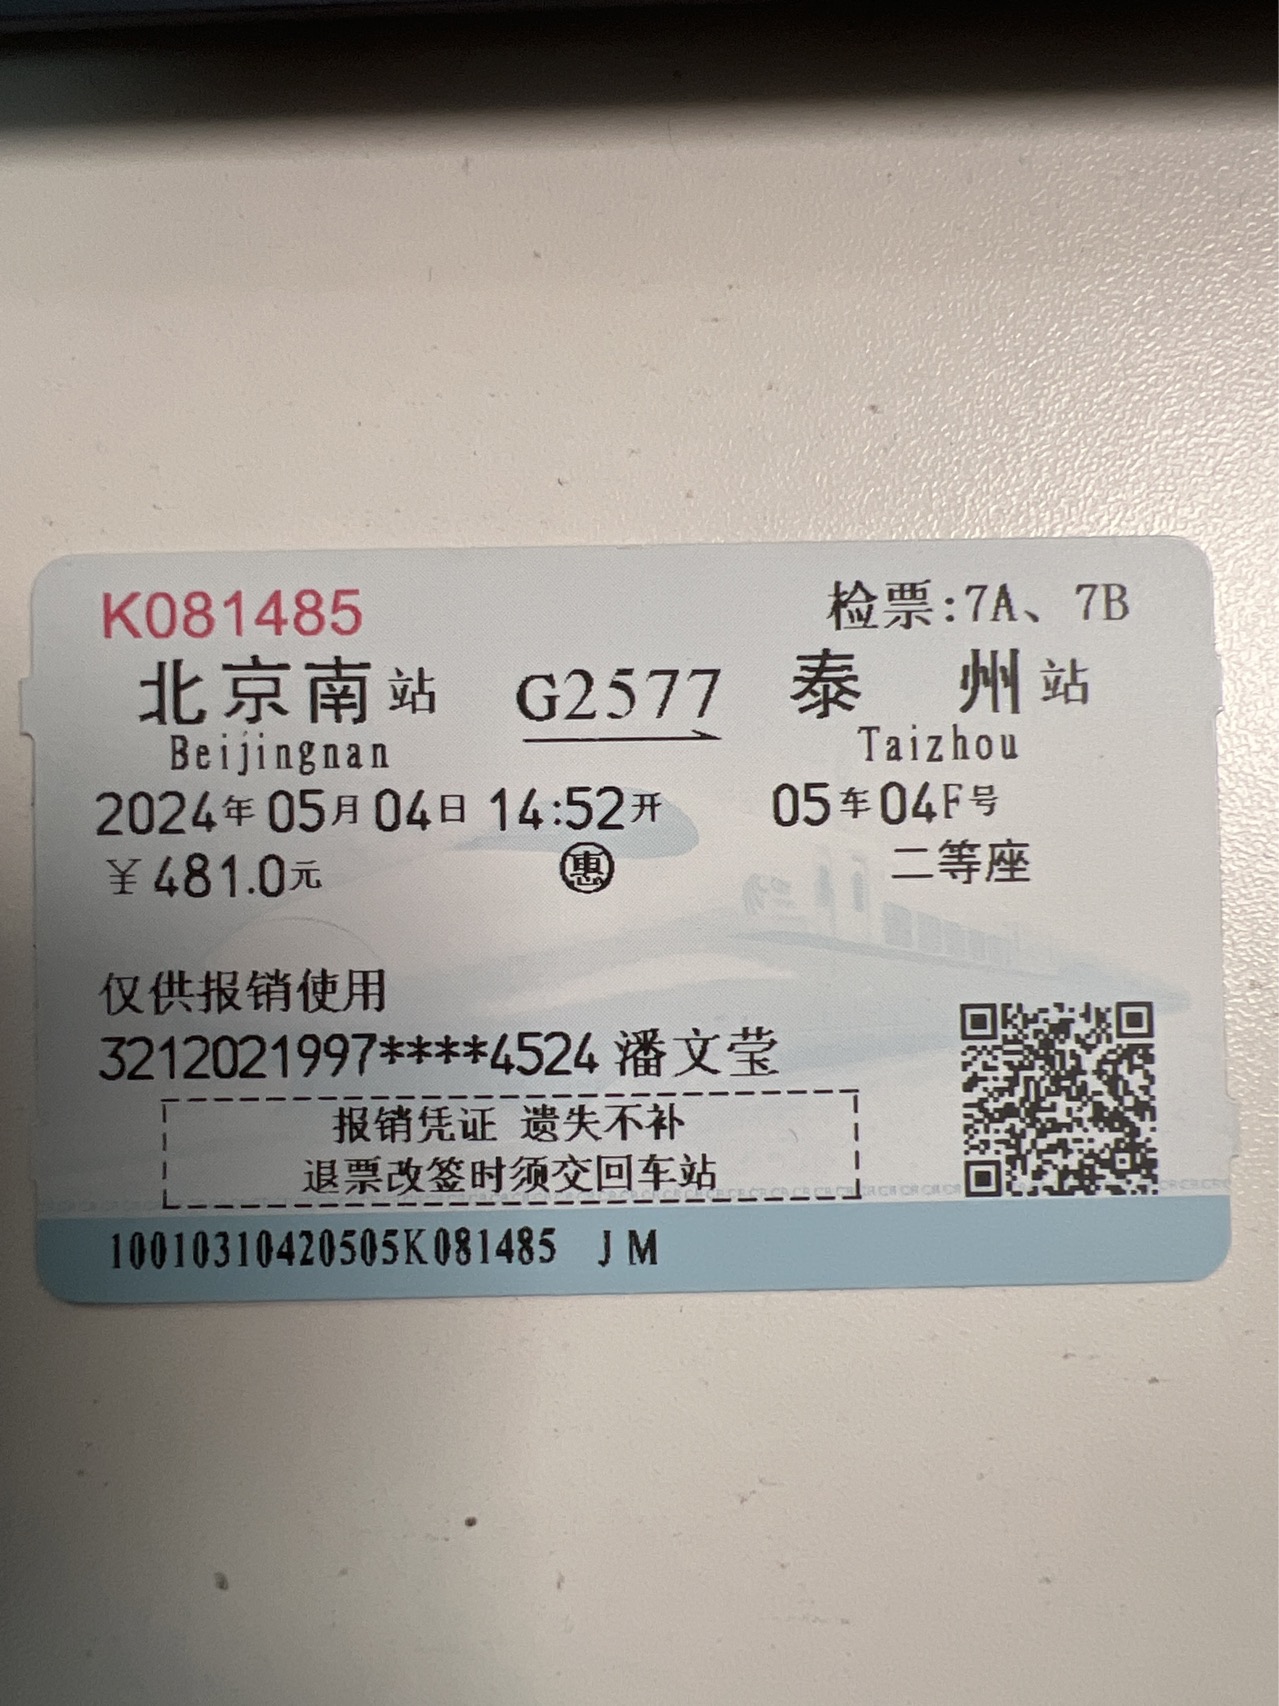 K081485 检票:7A、7B
北京南站 G2577 泰州站
Beijingnan Taizhou
2024年05月04日 14:52开 05车04F号
¥481.0元 惠 二等座
仅供报销使用
3212021997****4524 潘文莹
报销凭证 遗失不补
退票改签时须交回车站
10010310420505K081485 JM